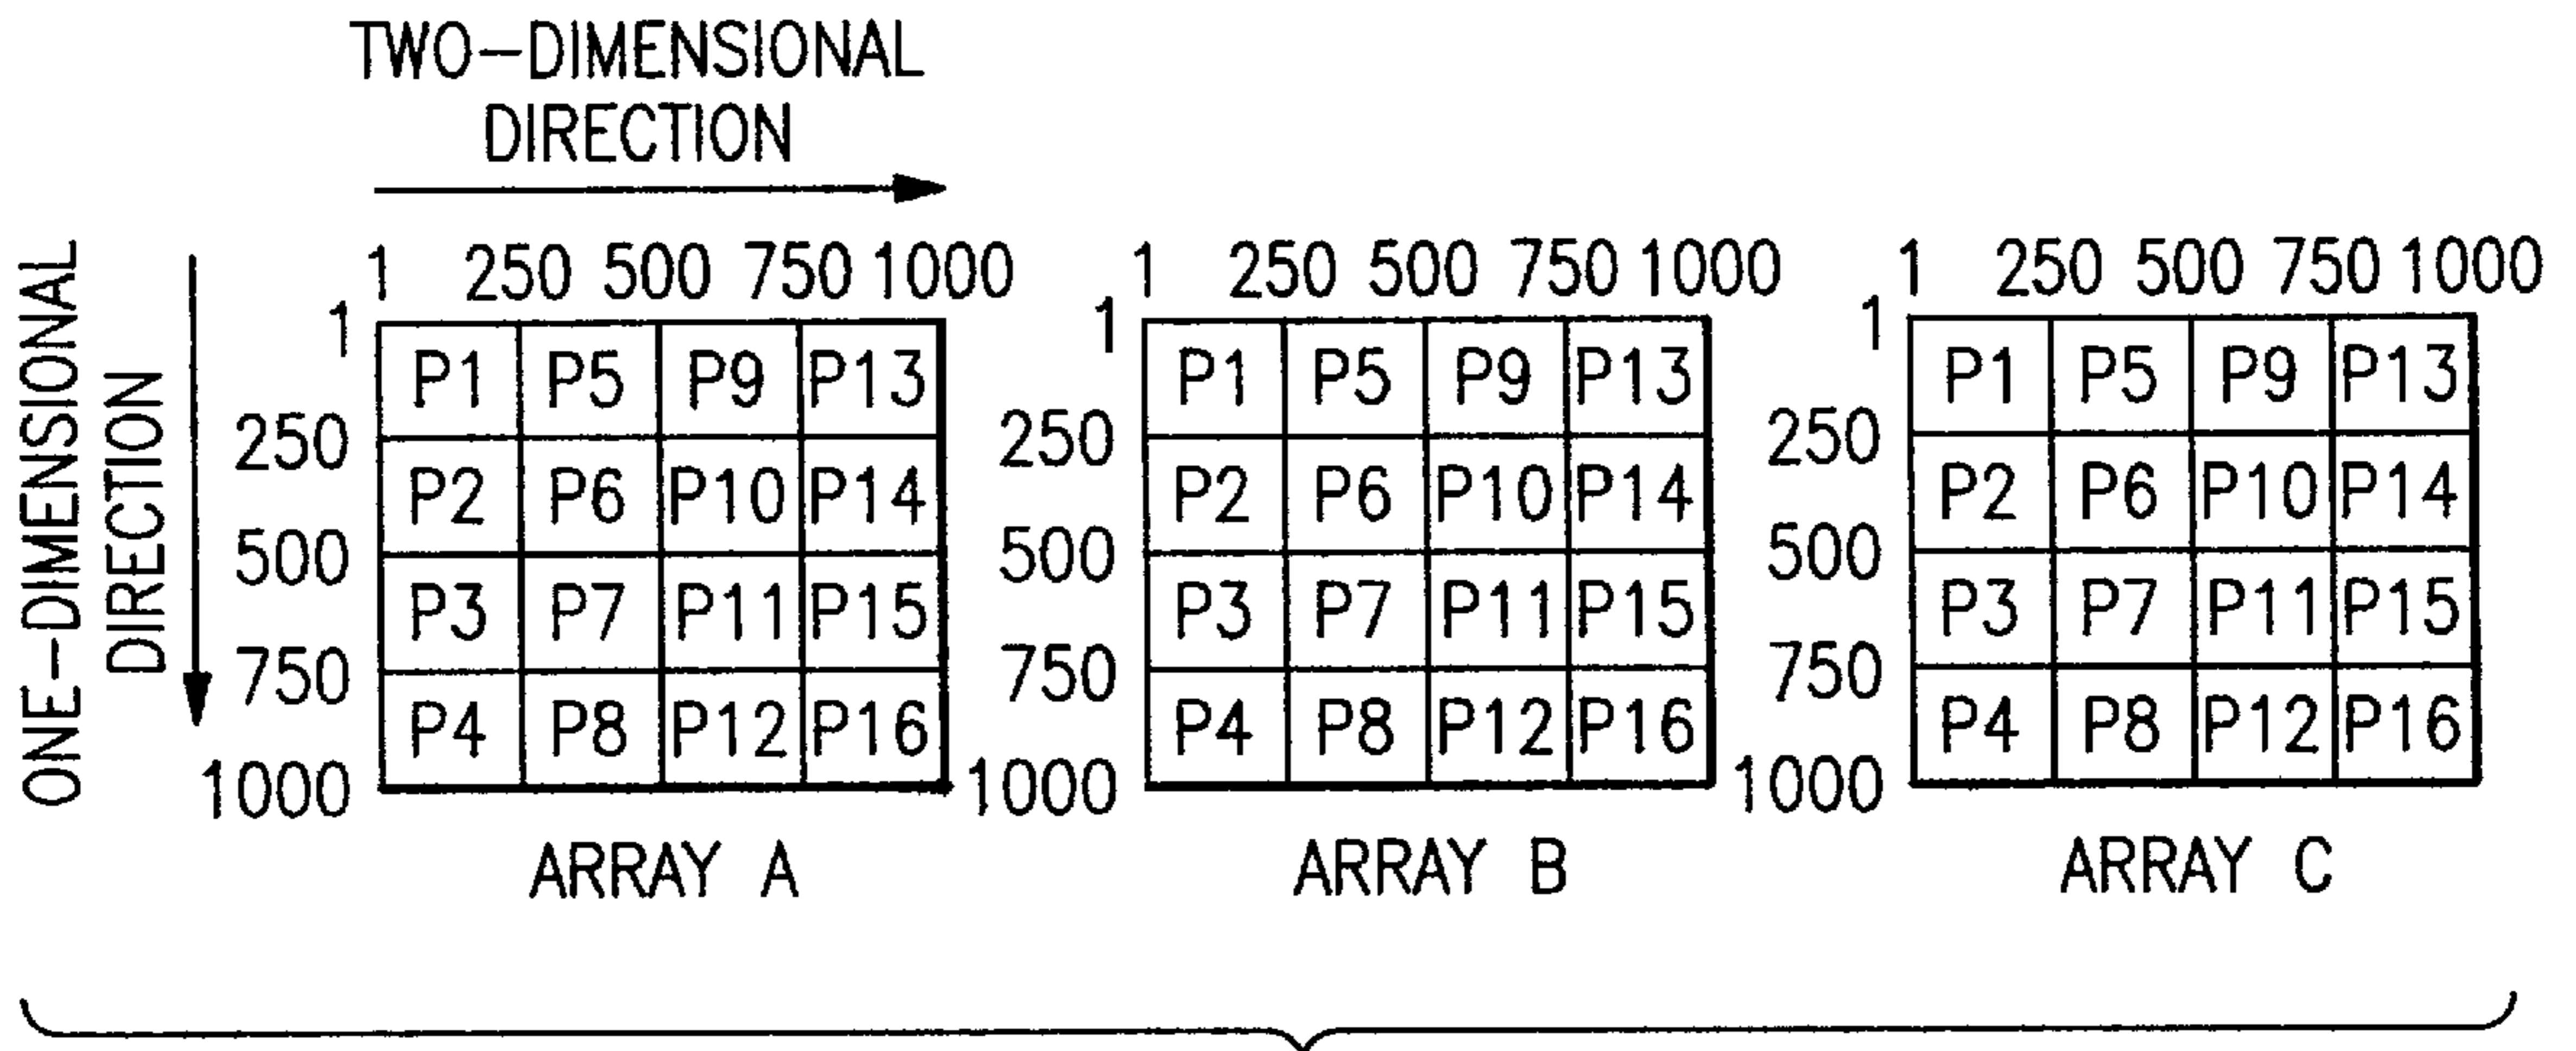 TWO-DIMENSIONAL
DIRECTION
ONE-DIMENSIONAL
DIRECTION
1 250 500 750 1000
1
P1 P5 P9 P13
250
P2 P6 P10 P14
500
P3 P7 P11 P15
750
P4 P8 P12 P16
1000
ARRAY A
1 250 500 750 1000
1
P1 P5 P9 P13
250
P2 P6 P10 P14
500
P3 P7 P11 P15
750
P4 P8 P12 P16
1000
ARRAY B
1 250 500 750 1000
1
P1 P5 P9 P13
250
P2 P6 P10 P14
500
P3 P7 P11 P15
750
P4 P8 P12 P16
1000
ARRAY C